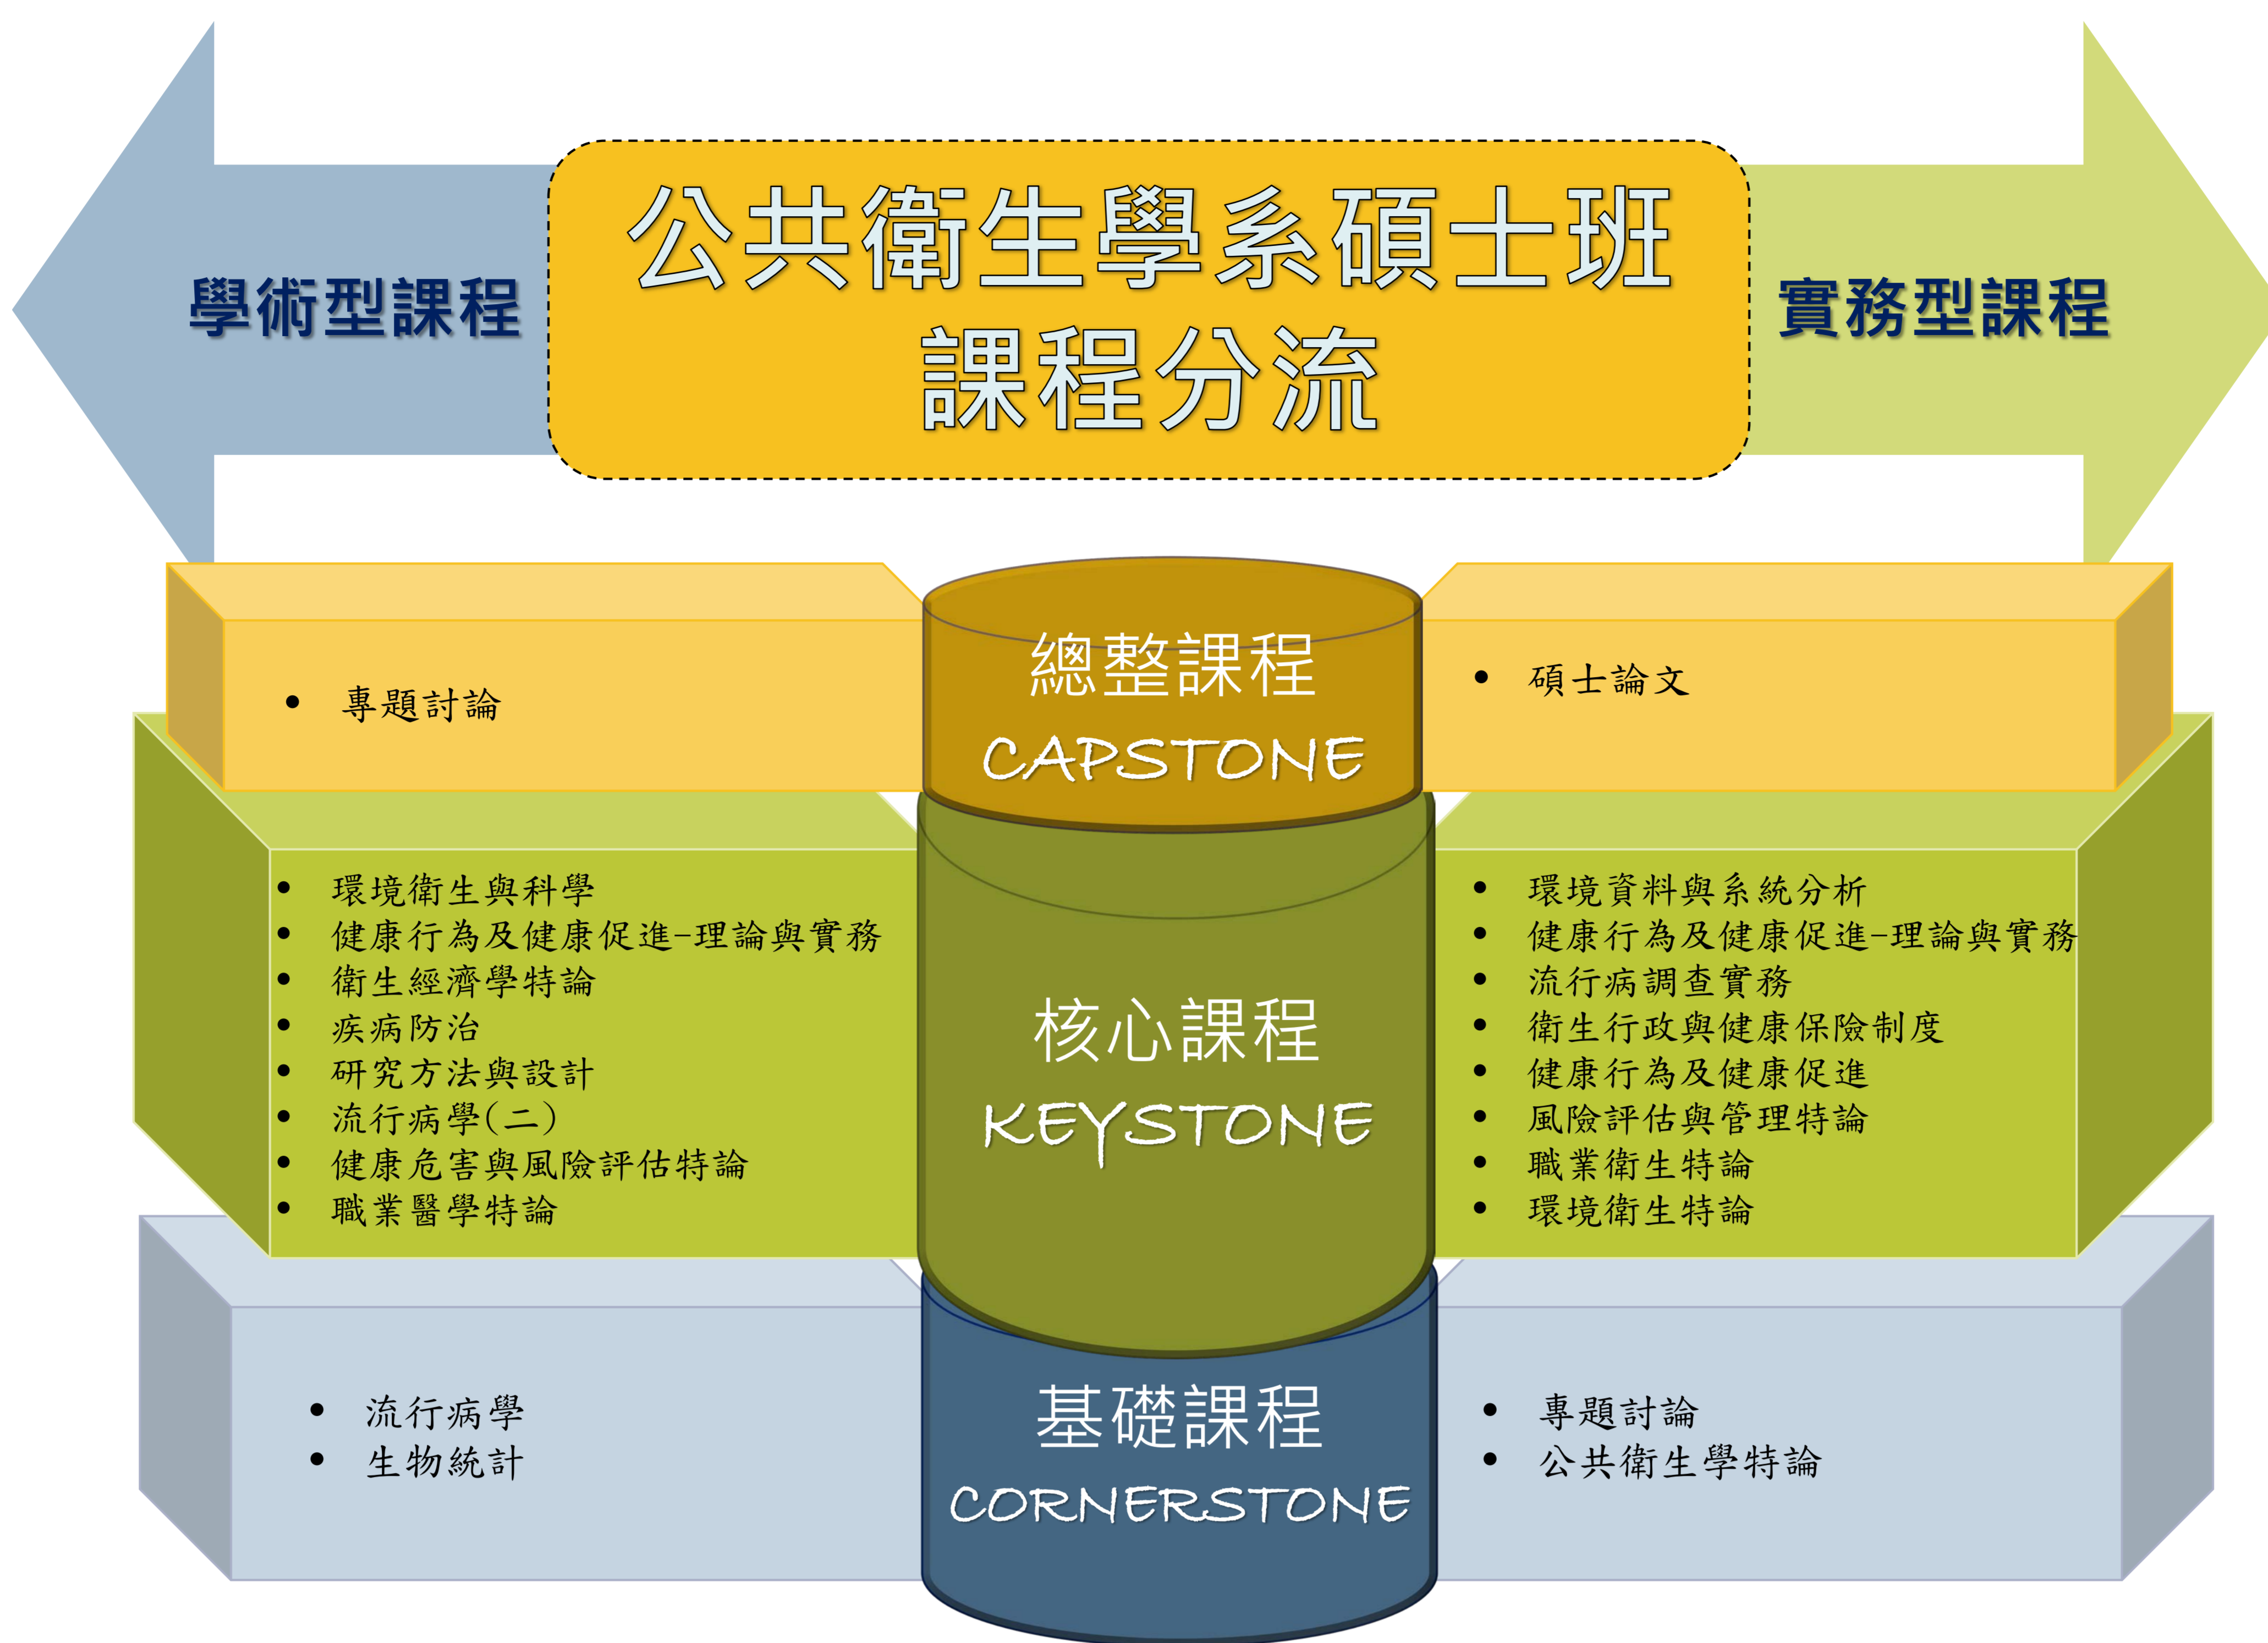 公共衛生學系碩士班
課程分流
學術型課程
實務型課程
總整課程
CAPSTONE
• 專題討論
• 碩士論文
核心課程
KEYSTONE
• 環境衛生與科學
• 健康行為及健康促進-理論與實務
• 衛生經濟學特論
• 疾病防治
• 研究方法與設計
• 流行病學(二)
• 健康危害與風險評估特論
• 職業醫學特論
• 環境資料與系統分析
• 健康行為及健康促進-理論與實務
• 流行病調查實務
• 衛生行政與健康保險制度
• 健康行為及健康促進
• 風險評估與管理特論
• 職業衛生特論
• 環境衛生特論
基礎課程
CORNERSTONE
• 流行病學
• 生物統計
• 專題討論
• 公共衛生學特論